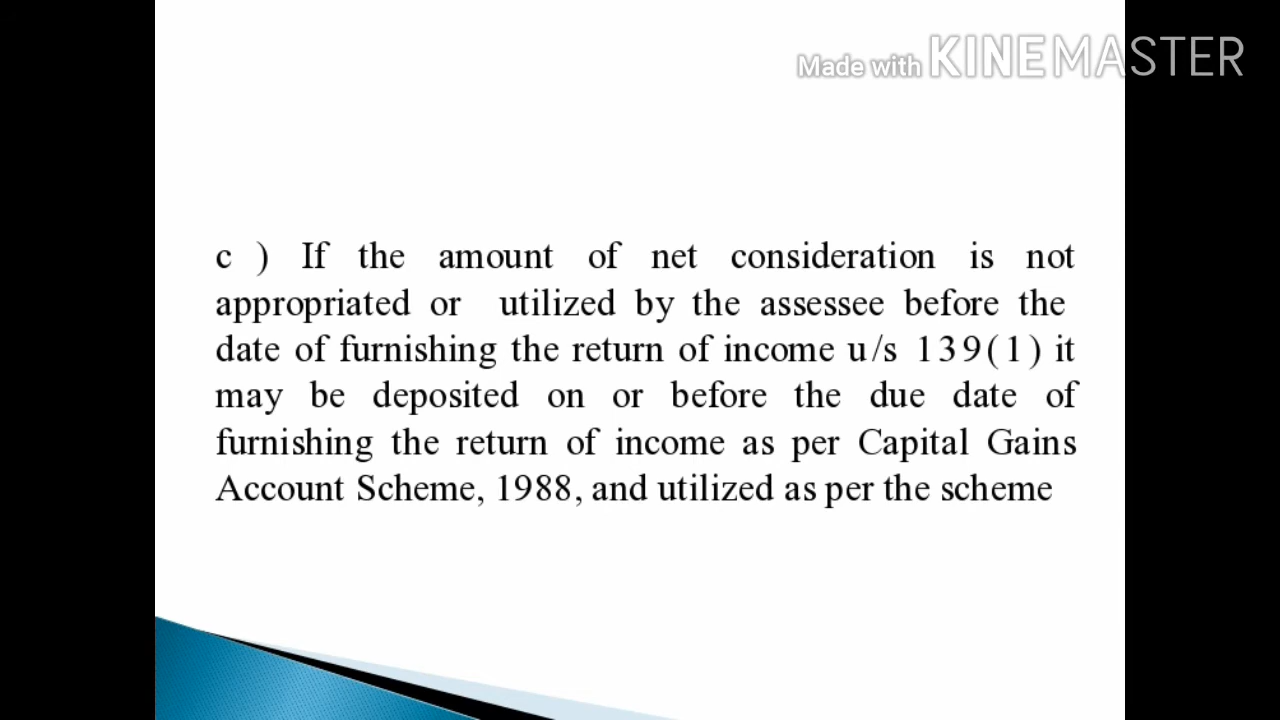 Made with KINEMASTER
c ) If the amount of net consideration is not
appropriated or utilized by the assessee before the
date of furnishing the return of income u/s 139(1) it
may be deposited on or before the due date of
furnishing the return of income as per Capital Gains
Account Scheme, 1988, and utilized as per the scheme